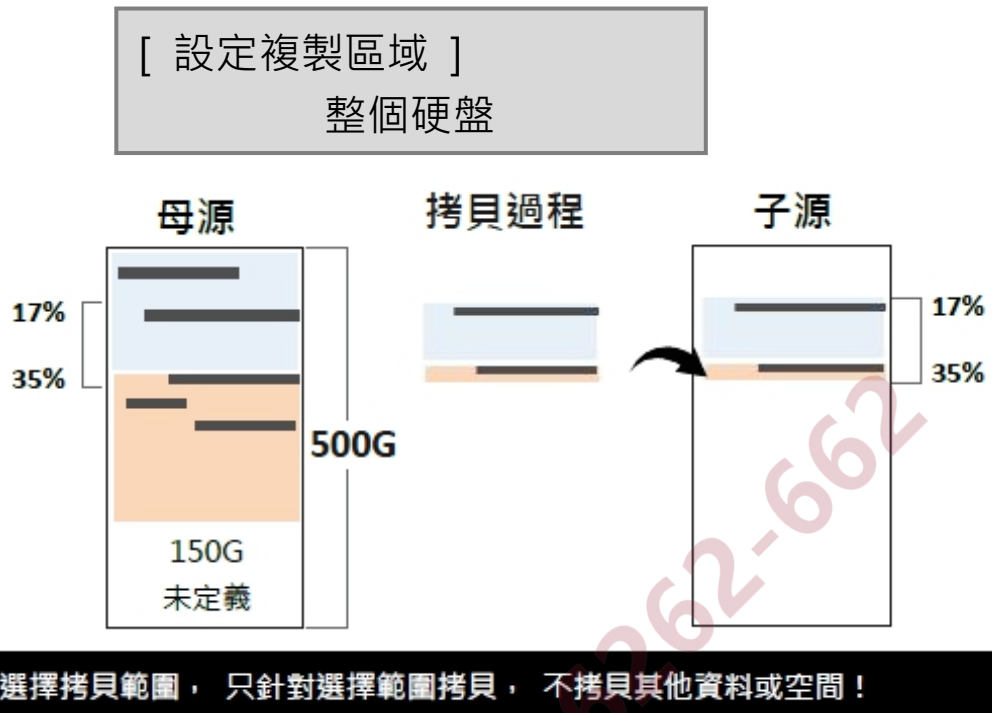 [ 設定複製區域 ]
整個硬盤
母源
拷貝過程
子源
17%
35%
500G
150G
未定義
17%
35%
6262-662
選擇拷貝範圍， 只針對選擇範圍拷貝， 不拷貝其他資料或空間！